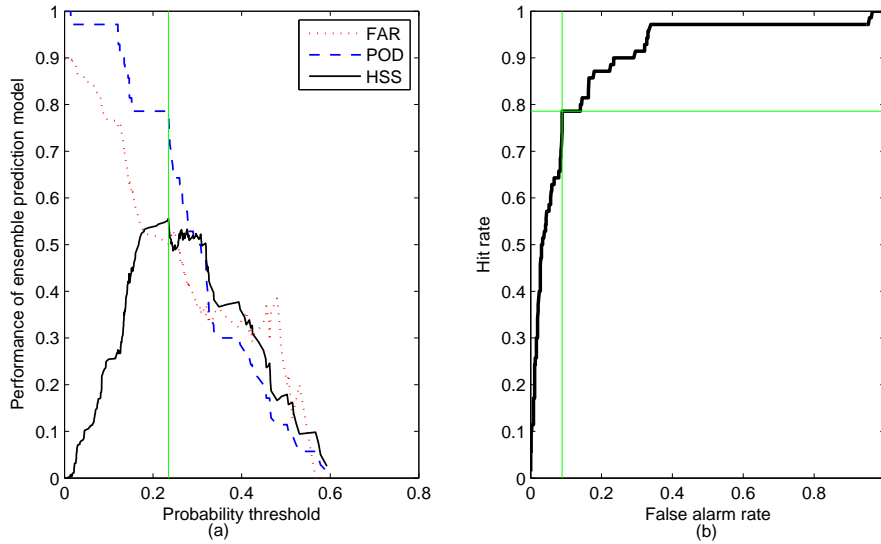 1
0.9
0.8
0.7
0.6
0.5
0.4
0.3
0.2
0.1
0
Performance of ensemble prediction model
FAR
POD
HSS
0 0.2 0.4 0.6 0.8
Probability threshold
(a)
1
0.9
0.8
0.7
0.6
0.5
0.4
0.3
0.2
0.1
0
Hit rate
0 0.2 0.4 0.6 0.8
False alarm rate
(b)